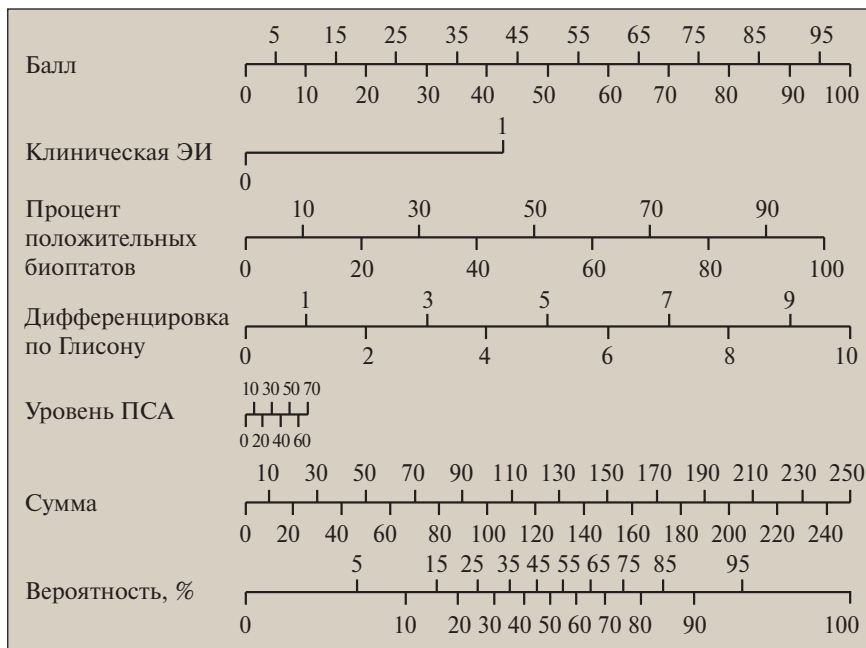 5 15 25 35 45 55 65 75 85 95
Балл
0 10 20 30 40 50 60 70 80 90 100
1
Клиническая ЭИ
0
Процент
10 30 50 70 90
положительных
биоптатов
0 20 40 60 80 100
1 3 5 7 9
Дифференцировка
по Глисону
0 2 4 6 8 10
10 30 50 70
Уровень ПСА
0 20 40 60
10 30 50 70 90 110 130 150 170 190 210 230 250
Сумма
0 20 40 60 80 100 120 140 160 180 200 220 240
5 15 25 35 45 55 65 75 85 95
Вероятность, %
0 10 20 30 40 50 60 70 80 90 100